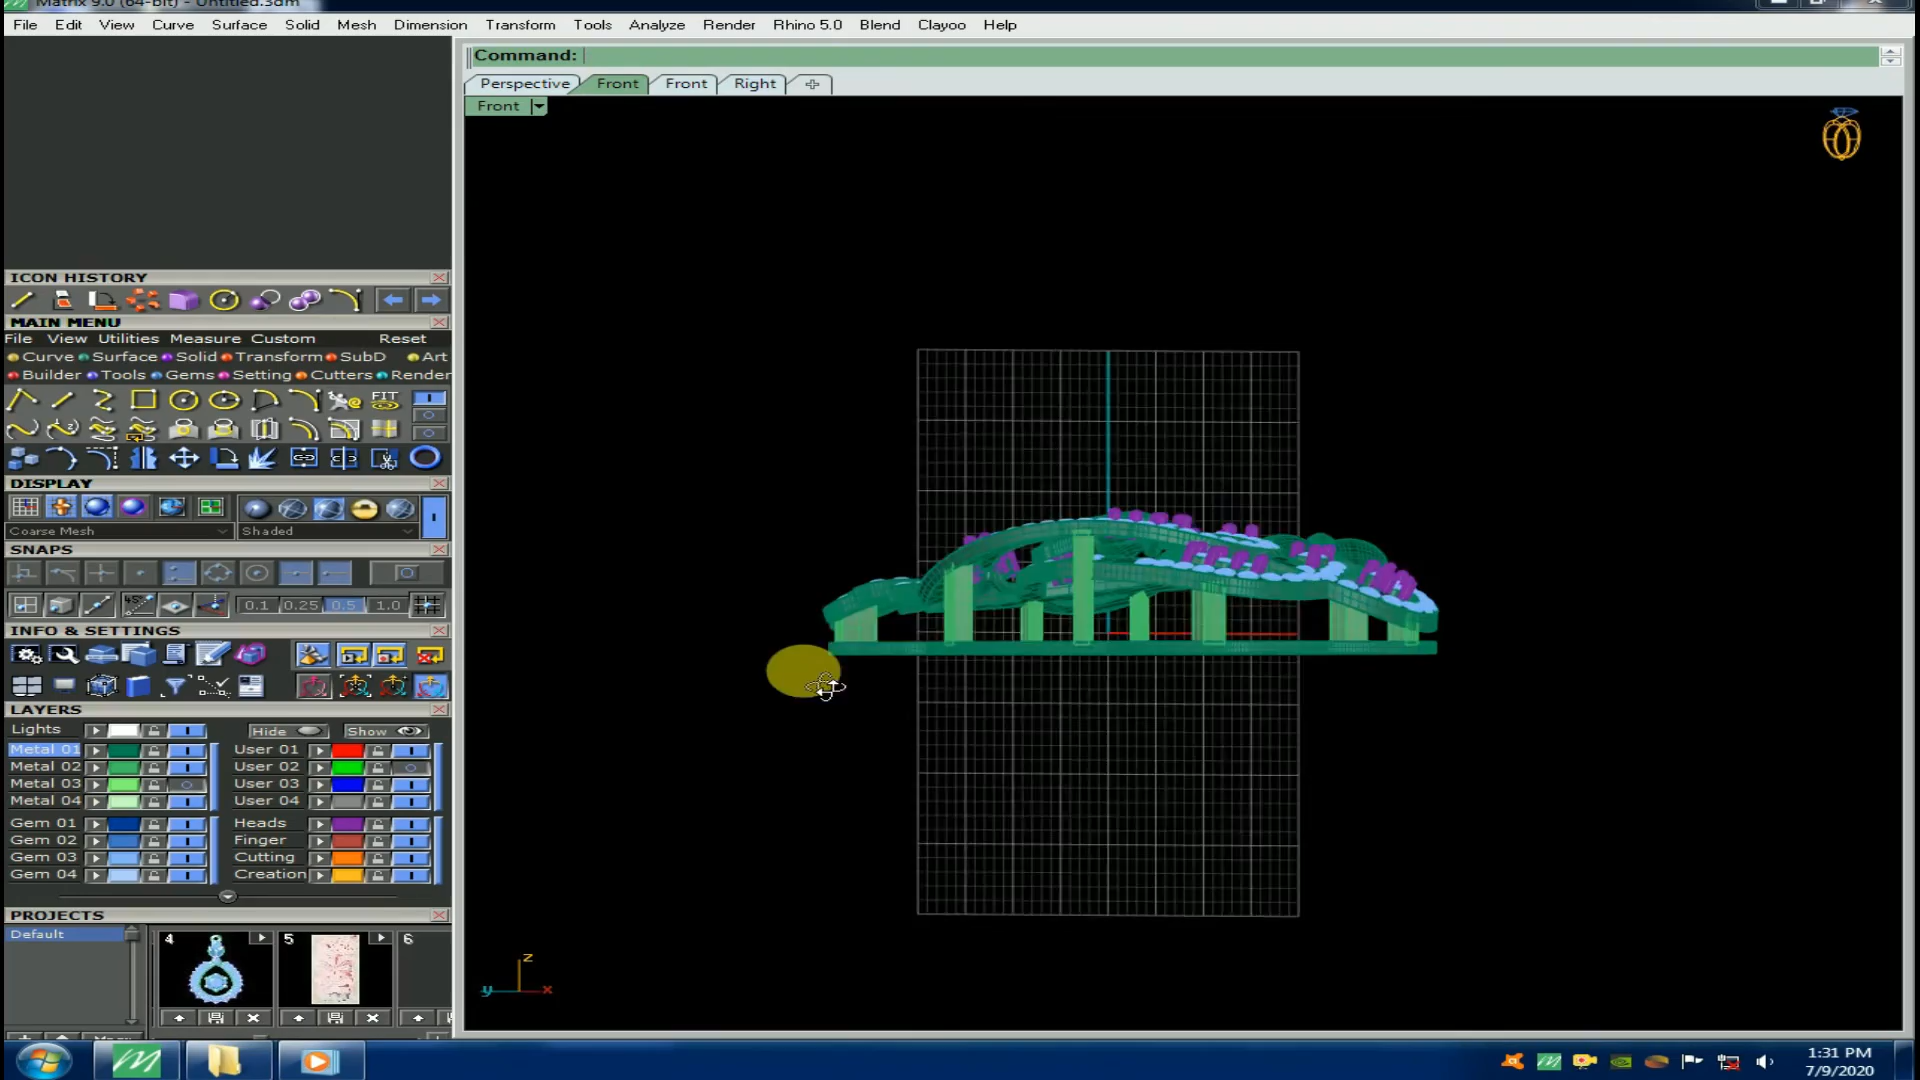 Matrix 9.0 (64-bit) - Untitled.3dm
File Edit View Curve Surface Solid Mesh Dimension Transform Tools Analyze Render Rhino 5.0 Blend Clayoo Help
Command:
Perspective Front Front Right
Front
ICON HISTORY
MAIN MENU
File View Utilities Measure Custom Reset
Curve Surface Solid Transform SubD Art
Builder Tools Gems Setting Cutters Render
FIT
DISPLAY
Coarse Mesh Shaded
SNAPS
45°
0.1 0.25 0.5 1.0
INFO & SETTINGS
LAYERS
Lights Hide Show
Metal 01 User 01
Metal 02 User 02
Metal 03 User 03
Metal 04 User 04
Gem 01 Heads
Gem 02 Finger
Gem 03 Cutting
Gem 04 Creation
PROJECTS
Default
4 5 6
z
y x
1:31 PM
7/9/2020